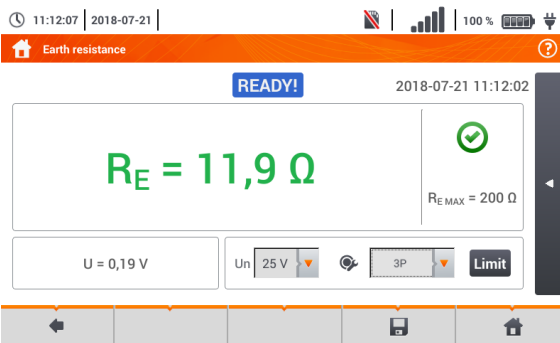 11:12:07 2018-07-21 100 %
Earth resistance ?
READY! 2018-07-21 11:12:02
RE = 11,9 Ω
RE MAX = 200 Ω
U = 0,19 V Un 25 V 3P Limit